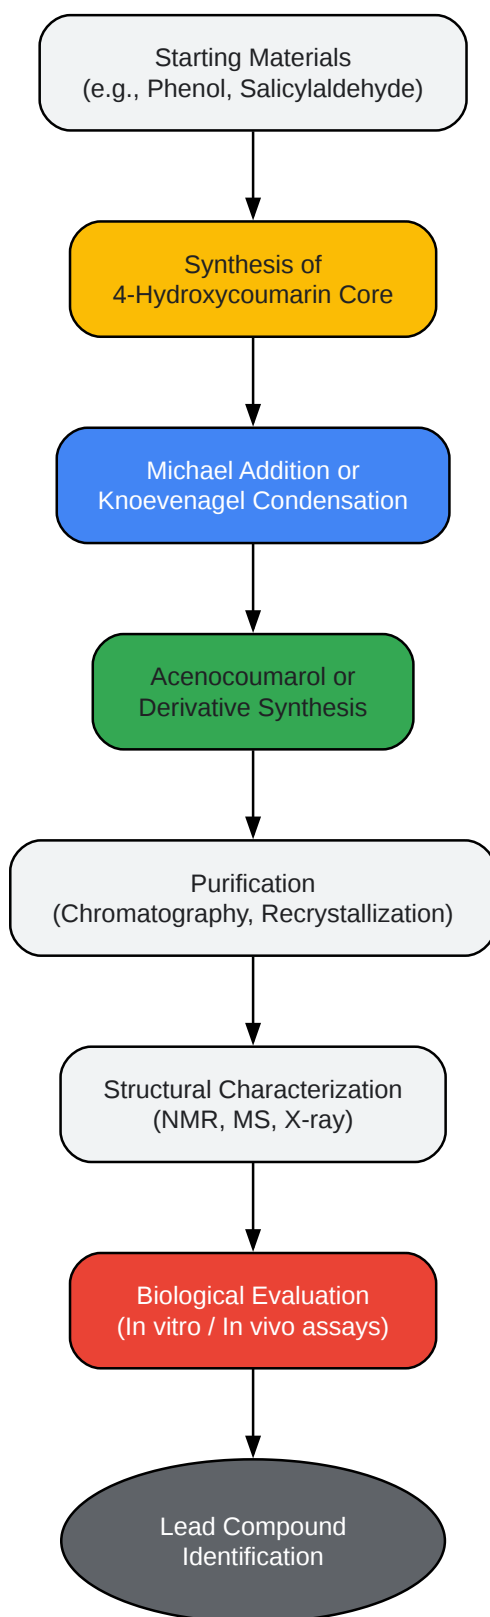 Starting Materials
(e.g., Phenol, Salicylaldehyde)
Synthesis of
4-Hydroxycoumarin Core
Michael Addition or
Knoevenagel Condensation
Acenocoumarol or
Derivative Synthesis
Purification
(Chromatography, Recrystallization)
Structural Characterization
(NMR, MS, X-ray)
Biological Evaluation
(In vitro / In vivo assays)
Lead Compound
Identification